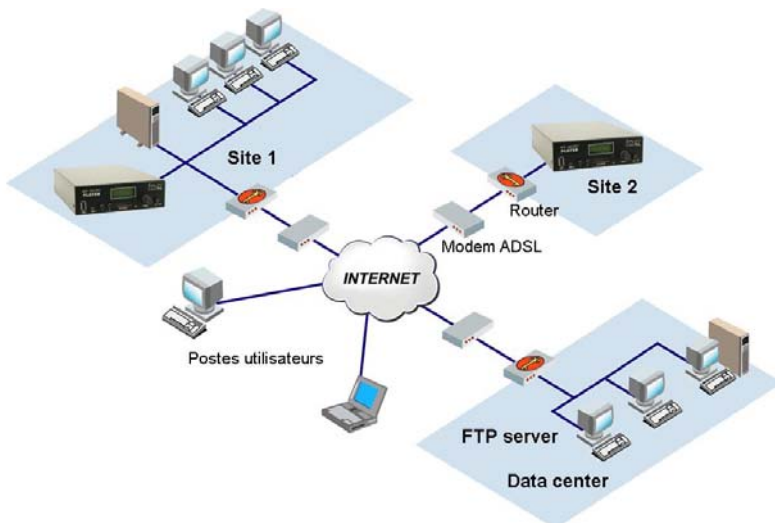 Site 1
Site 2
Router
Modem ADSL
INTERNET
Postes utilisateurs
FTP server
Data center